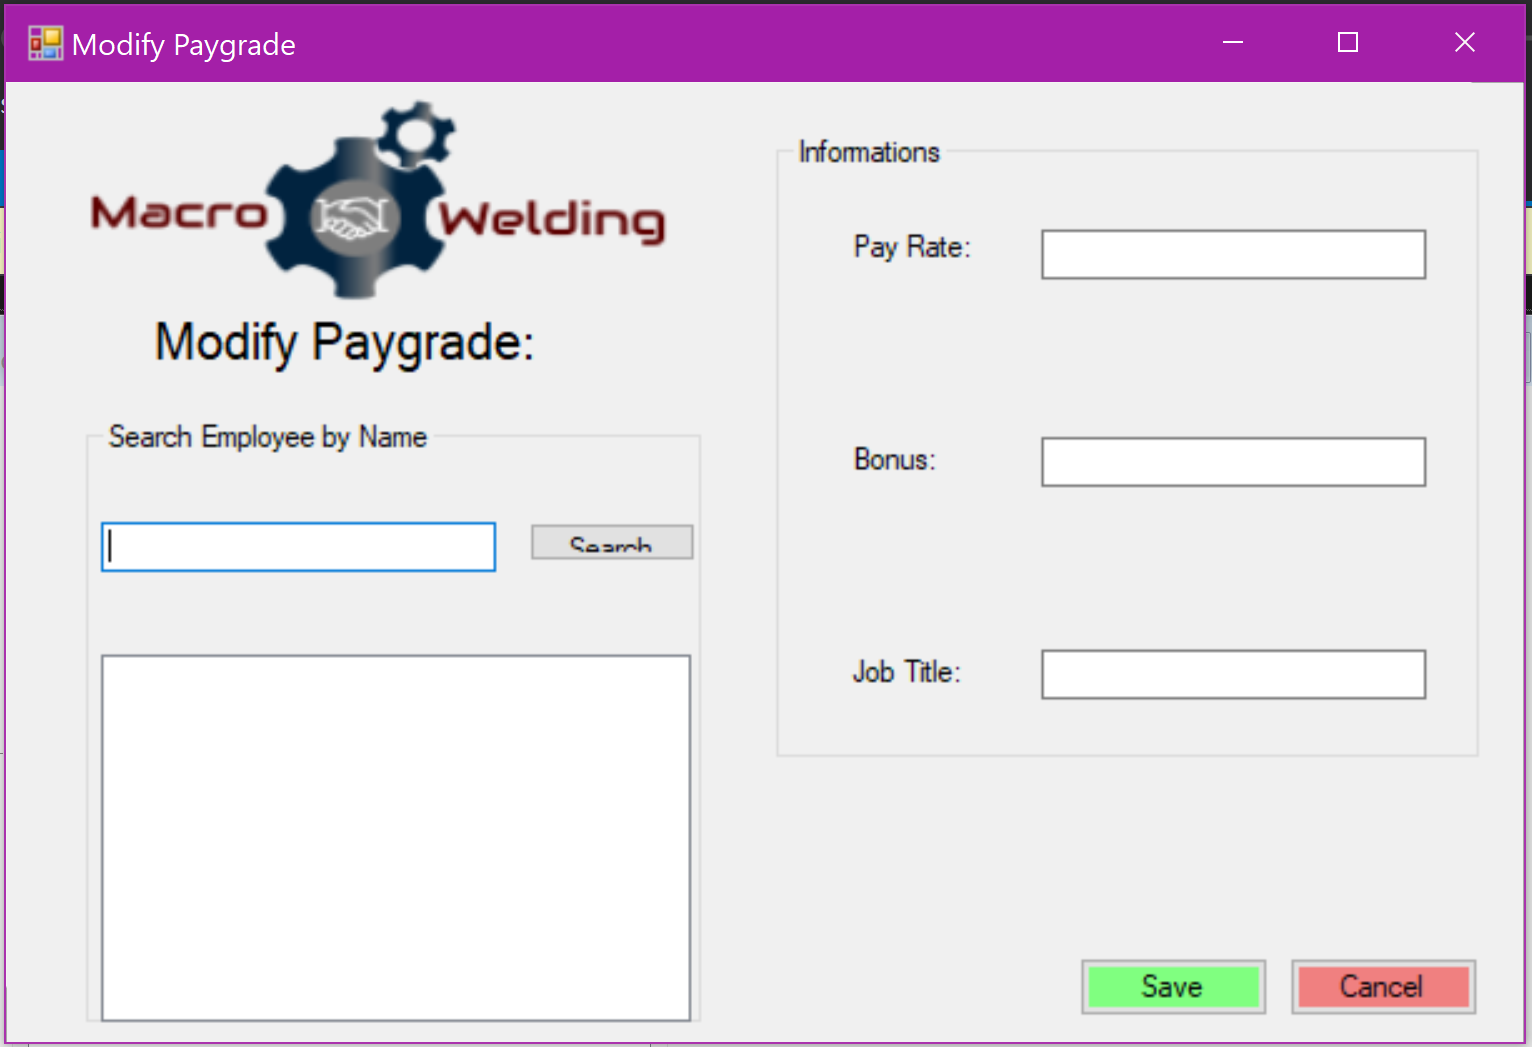 Modify Paygrade
Macro Welding
Modify Paygrade:
Search Employee by Name
Search
Informations
Pay Rate:
Bonus:
Job Title:
Save
Cancel